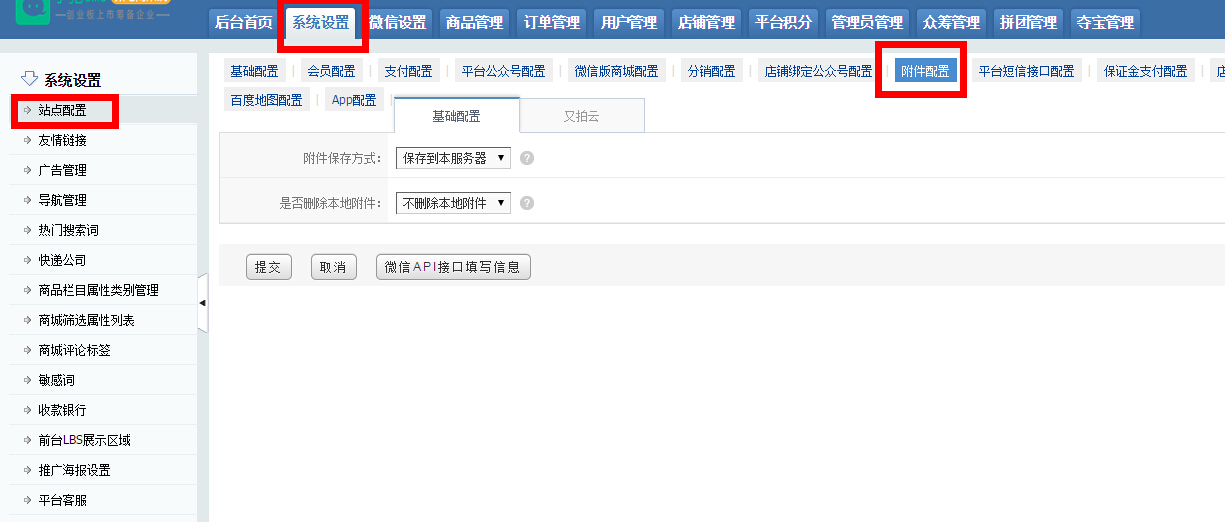 创业板上市筹备企业
后台首页 系统设置 微信设置 商品管理 订单管理 用户管理 店铺管理 平台积分 管理员管理 众筹管理 拼团管理 夺宝管理
系统设置
站点配置
友情链接
广告管理
导航管理
热门搜索词
快递公司
商品栏目属性类别管理
商城筛选属性列表
商城评论标签
敏感词
收款银行
前台LBS展示区域
推广海报设置
平台客服
基础配置 会员配置 支付配置 平台公众号配置 微信版商城配置 分销配置 店铺绑定公众号配置 附件配置 平台短信接口配置 保证金支付配置
百度地图配置 App配置
基础配置 又拍云
附件保存方式： 保存到本服务器
是否删除本地附件： 不删除本地附件
提交 取消 微信API接口填写信息